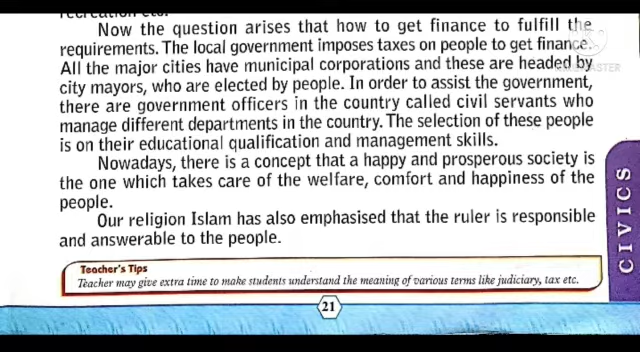 recreation etc.
Now the question arises that how to get finance to fulfill the
requirements. The local government imposes taxes on people to get finance.
All the major cities have municipal corporations and these are headed by
city mayors, who are elected by people. In order to assist the government,
there are government officers in the country called civil servants who
manage different departments in the country. The selection of these people
is on their educational qualification and management skills.
Nowadays, there is a concept that a happy and prosperous society is
the one which takes care of the welfare, comfort and happiness of the
people.
Our religion Islam has also emphasised that the ruler is responsible
and answerable to the people.
CIVICS
Teacher's Tips
Teacher may give extra time to make students understand the meaning of various terms like judiciary, tax etc.
21